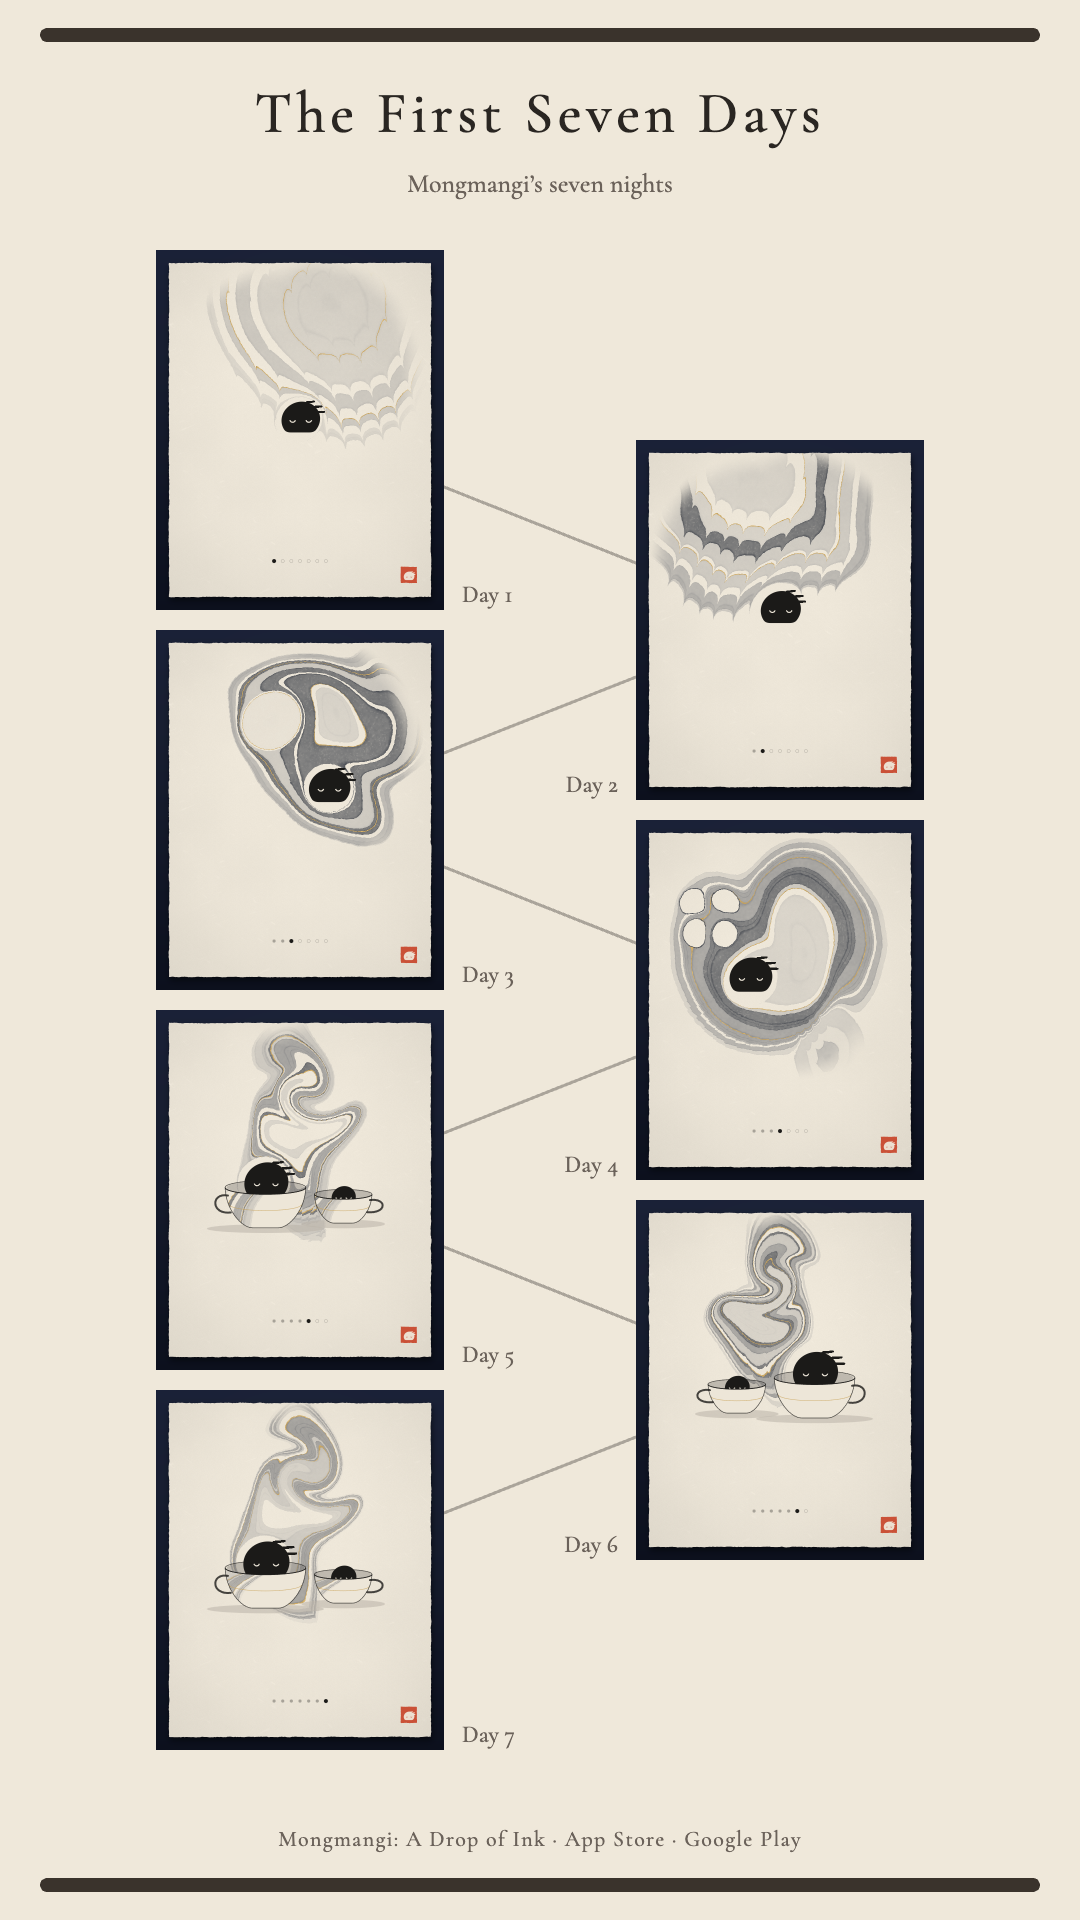 The First Seven Days
Mongmangi’s seven nights
Day 1
Day 2
Day 3
Day 4
Day 5
Day 6
Day 7
Mongmangi: A Drop of Ink · App Store · Google Play